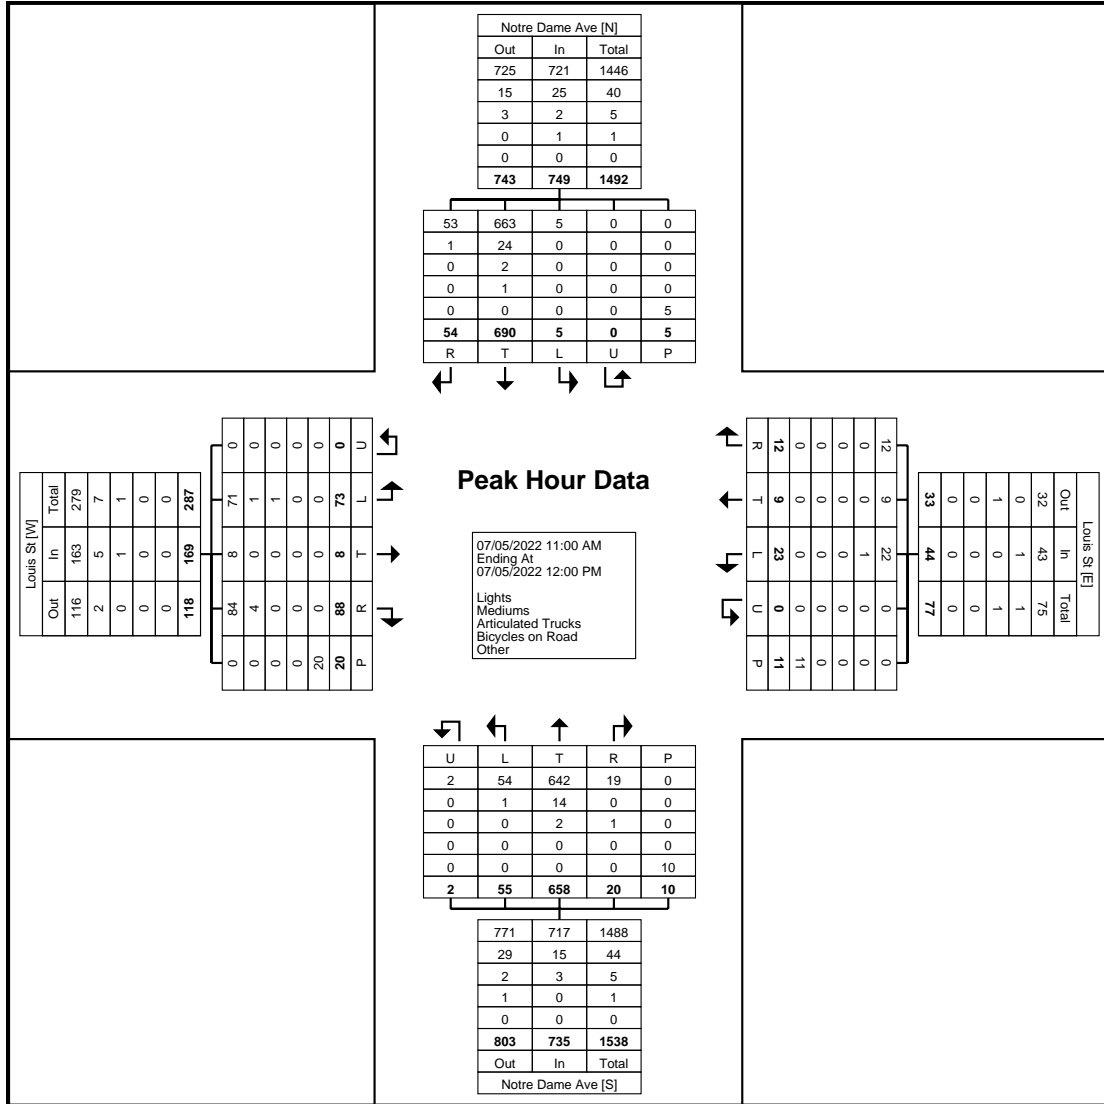 Notre Dame Ave [N]
Out In Total
725 721 1446
15 25 40
3 2 5
0 1 1
0 0 0
743 749 1492
53 663 5 0 0
1 24 0 0 0
0 2 0 0 0
0 1 0 0 0
0 0 0 0 5
54 690 5 0 5
R T L U P
Louis St [W]
Total In Out
279 163 116
7 5 2
1 1 0
0 0 0
0 0 0
287 169 118
0 71 8 84 0
0 1 0 4 0
0 1 0 0 0
0 0 0 0 0
0 0 0 0 20
0 73 8 88 20
U L T R P
Peak Hour Data
07/05/2022 11:00 AM
Ending At
07/05/2022 12:00 PM
Lights
Mediums
Articulated Trucks
Bicycles on Road
Other
R T L U P
12 9 23 0 11
0 0 0 0 11
0 0 0 0 0
0 0 0 0 0
0 0 1 0 0
12 9 22 0 0
33 44 77
0 0 0
0 0 0
1 0 1
0 1 1
32 43 75
Out In Total
Louis St [E]
U L T R P
2 54 642 19 0
0 1 14 0 0
0 0 2 1 0
0 0 0 0 0
0 0 0 0 10
2 55 658 20 10
771 717 1488
29 15 44
2 3 5
1 0 1
0 0 0
803 735 1538
Out In Total
Notre Dame Ave [S]